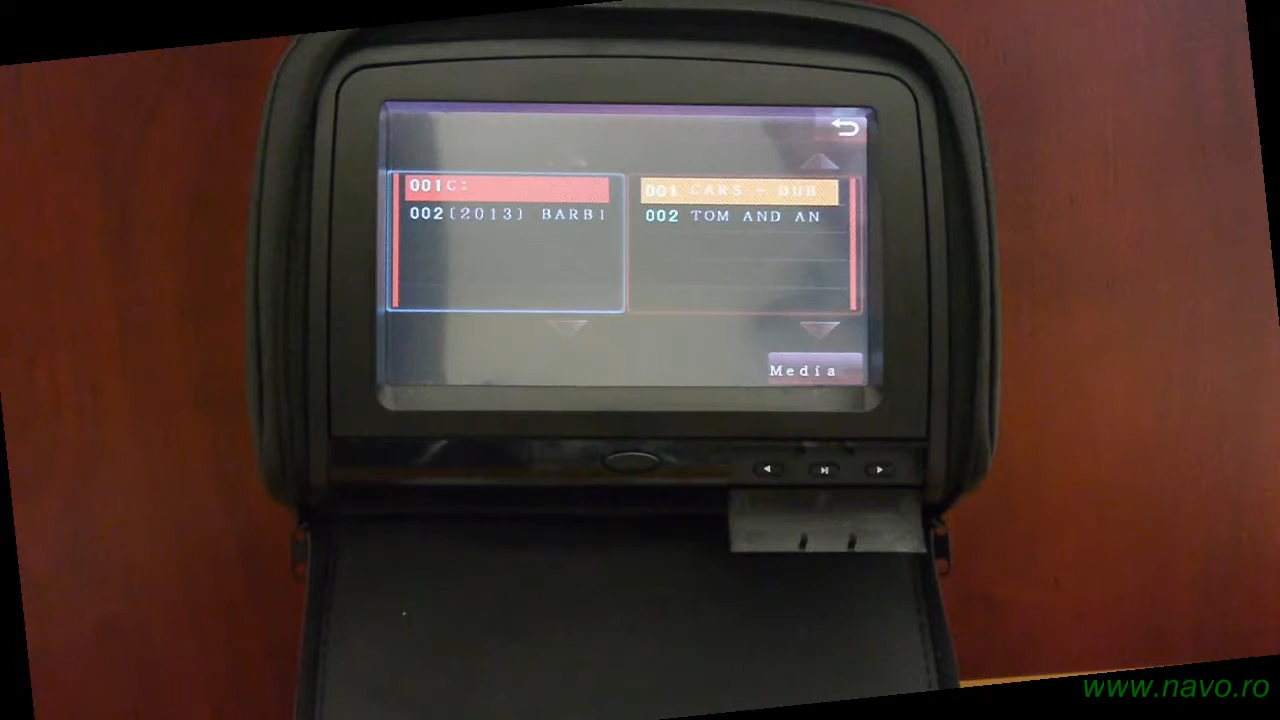 001C:
002(2013) BARBI
001 CARS - DUB
002 TOM AND AN
Media
www.navo.ro